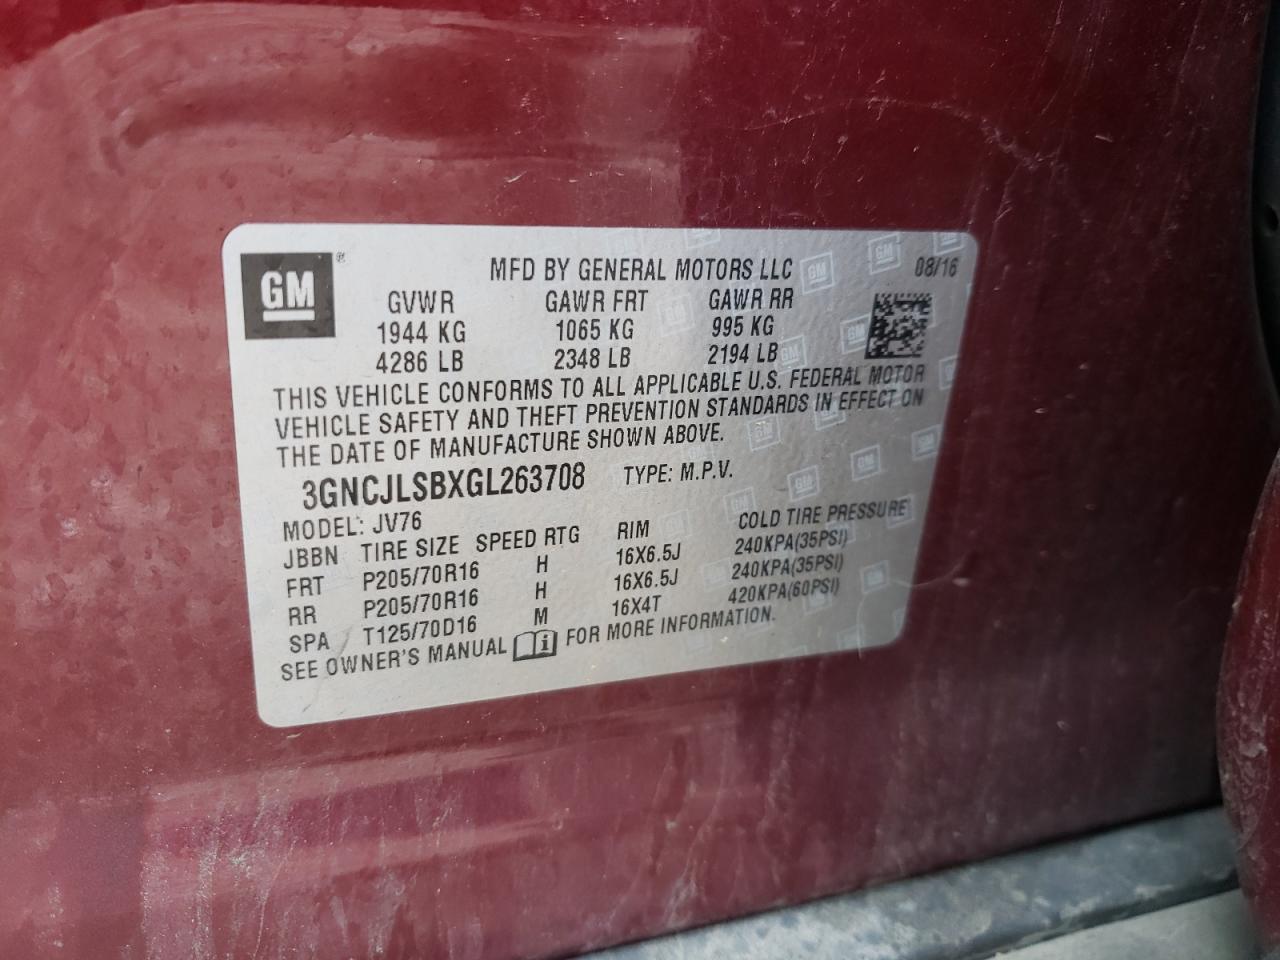 GM®
MFD BY GENERAL MOTORS LLC 08/16
GVWR GAWR FRT GAWR RR
1944 KG 1065 KG 995 KG
4286 LB 2348 LB 2194 LB
THIS VEHICLE CONFORMS TO ALL APPLICABLE U.S. FEDERAL MOTOR
VEHICLE SAFETY AND THEFT PREVENTION STANDARDS IN EFFECT ON
THE DATE OF MANUFACTURE SHOWN ABOVE.
3GNCJLSBXGL263708 TYPE: M.P.V.
MODEL: JV76
JBBN TIRE SIZE SPEED RTG RIM COLD TIRE PRESSURE
FRT P205/70R16 H 16X6.5J 240KPA(35PSI)
RR P205/70R16 H 16X6.5J 240KPA(35PSI)
SPA T125/70D16 M 16X4T 420KPA(60PSI)
SEE OWNER'S MANUAL FOR MORE INFORMATION.